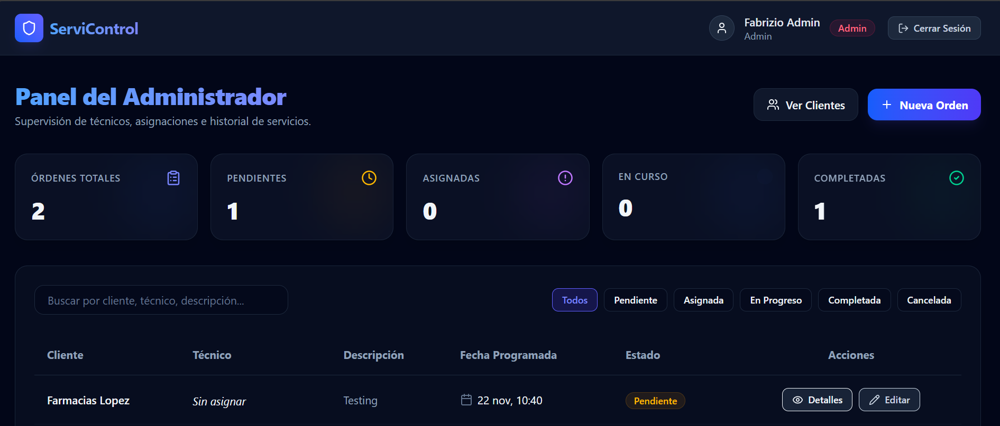 ServiControl
Fabrizio Admin
Admin
Admin
Cerrar Sesión
Panel del Administrador
Supervisión de técnicos, asignaciones e historial de servicios.
Ver Clientes
Nueva Orden
ÓRDENES TOTALES
2
PENDIENTES
1
ASIGNADAS
0
EN CURSO
0
COMPLETADAS
1
Buscar por cliente, técnico, descripción...
Todos
Pendiente
Asignada
En Progreso
Completada
Cancelada
Cliente
Técnico
Descripción
Fecha Programada
Estado
Acciones
Farmacias Lopez
Sin asignar
Testing
22 nov, 10:40
Pendiente
Detalles
Editar